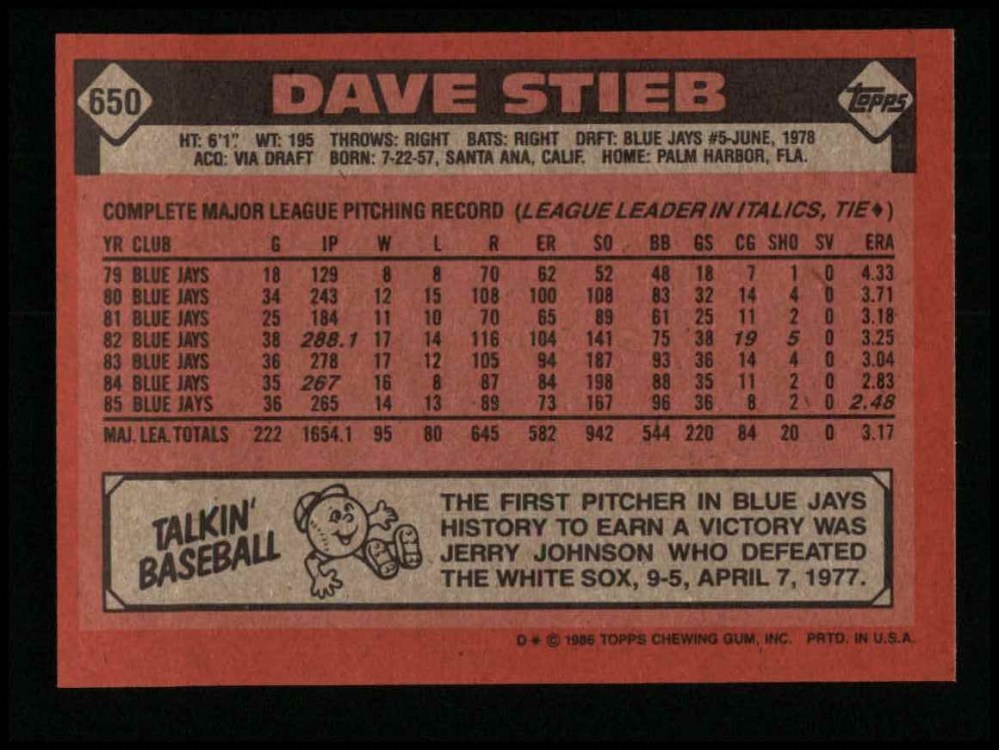 650 DAVE STIEB Topps
HT: 6'1" WT: 195 THROWS: RIGHT BATS: RIGHT DRFT: BLUE JAYS #5-JUNE, 1978
ACQ: VIA DRAFT BORN: 7-22-57, SANTA ANA, CALIF. HOME: PALM HARBOR, FLA.
COMPLETE MAJOR LEAGUE PITCHING RECORD (LEAGUE LEADER IN ITALICS, TIE♦)
YR CLUB G IP W L R ER SO BB GS CG SHO SV ERA
79 BLUE JAYS 18 129 8 8 70 62 52 48 18 7 1 0 4.33
80 BLUE JAYS 34 243 12 15 108 100 108 83 32 14 4 0 3.71
81 BLUE JAYS 25 184 11 10 70 65 89 61 25 11 2 0 3.18
82 BLUE JAYS 38 288.1 17 14 116 104 141 75 38 19 5 0 3.25
83 BLUE JAYS 36 278 17 12 105 94 187 93 36 14 4 0 3.04
84 BLUE JAYS 35 267 16 8 87 84 198 88 35 11 2 0 2.83
85 BLUE JAYS 36 265 14 13 89 73 167 96 36 8 2 0 2.48
MAJ. LEA. TOTALS 222 1654.1 95 80 645 582 942 544 220 84 20 0 3.17
TALKIN'
BASEBALL
THE FIRST PITCHER IN BLUE JAYS
HISTORY TO EARN A VICTORY WAS
JERRY JOHNSON WHO DEFEATED
THE WHITE SOX, 9-5, APRIL 7, 1977.
D * © 1986 TOPPS CHEWING GUM, INC. PRTD. IN U.S.A.